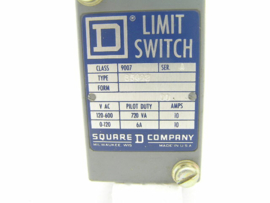 D® LIMIT
SWITCH
CLASS 9007 SER.
TYPE
FORM
V AC PILOT DUTY AMPS
120-600 720 VA 10
0-120 6A 10
SQUARE D COMPANY
MILWAUKEE, WIS. MADE IN U.S.A.